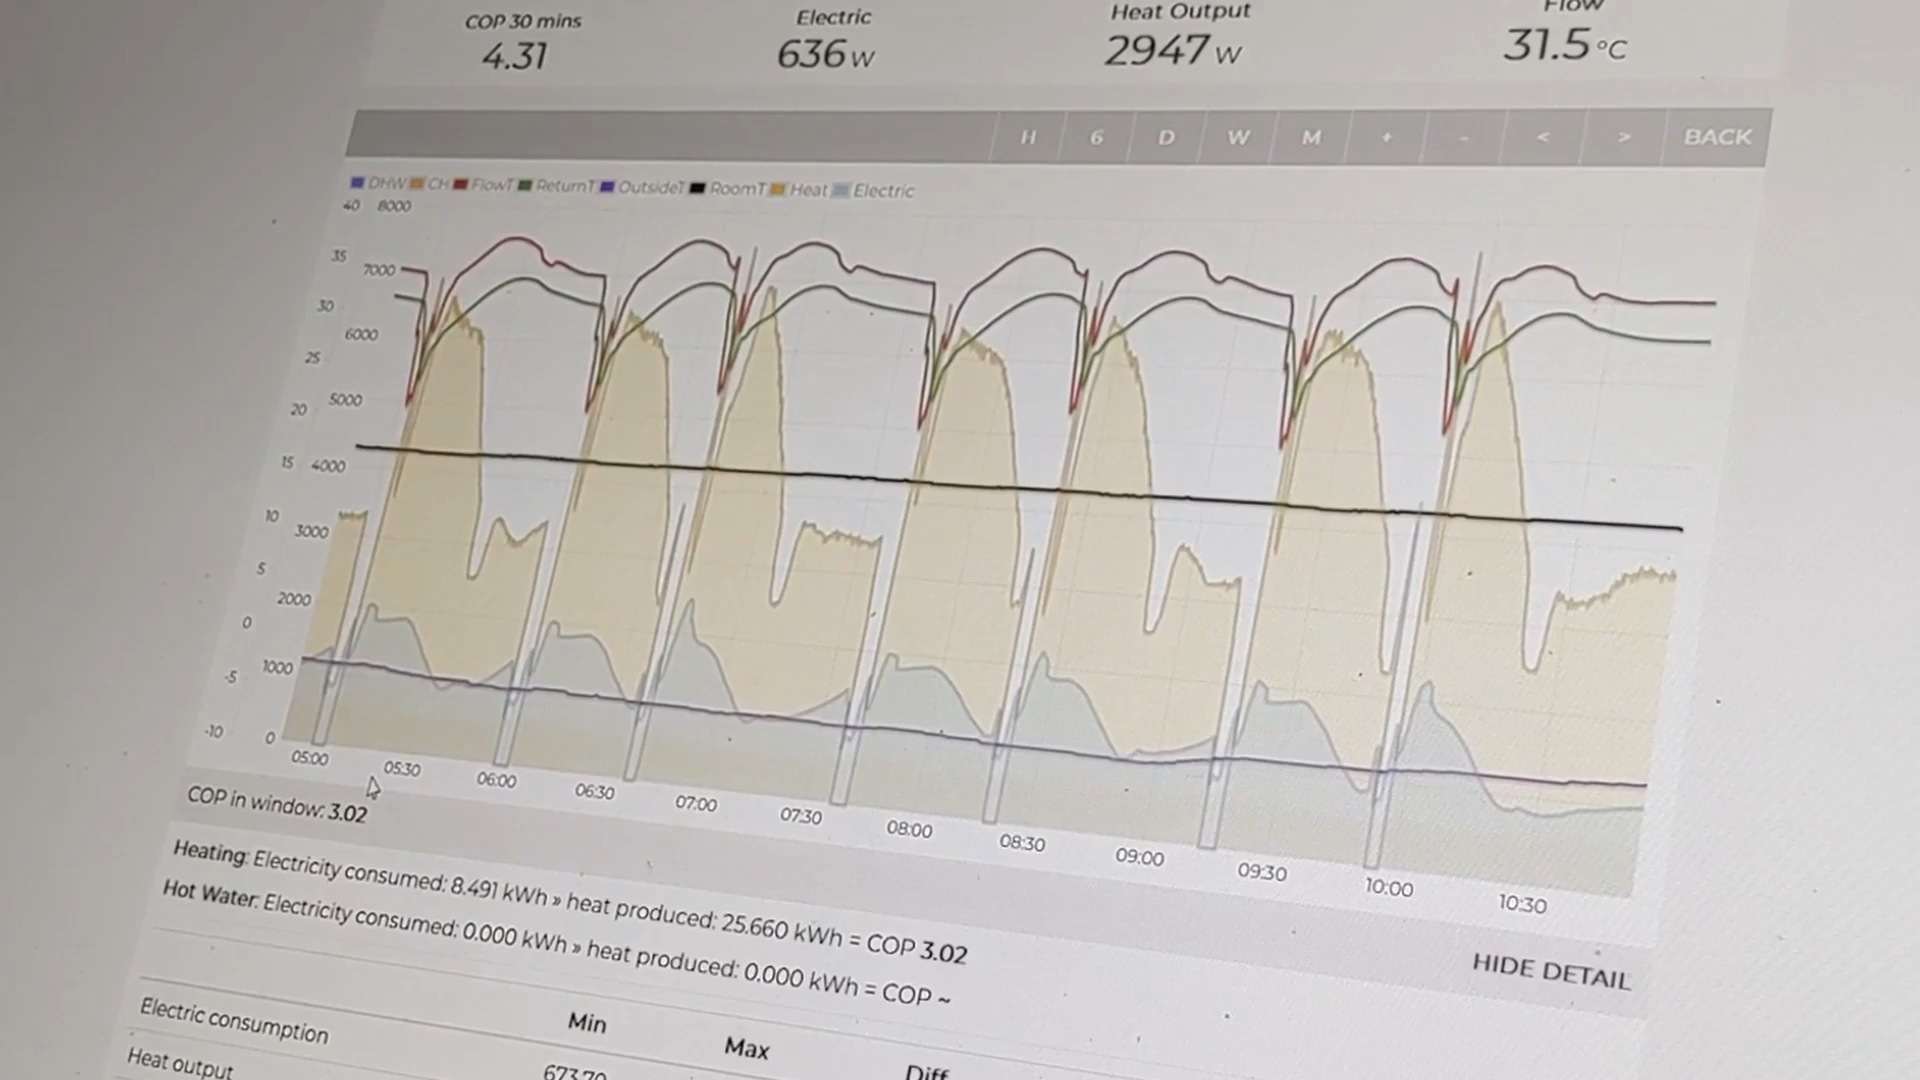 COP 30 mins Electric Heat Output Flow
4.31 636 W 2947 W 31.5 °C
H 6 D W M + - < > BACK
DHW CH FlowT ReturnT OutsideT RoomT Heat Electric
40 8000
35 7000
30 6000
25
20 5000
15 4000
10 3000
5
0 2000
-5 1000
-10 0
05:00 05:30 06:00 06:30 07:00 07:30 08:00 08:30 09:00 09:30 10:00 10:30
COP in window: 3.02
Heating: Electricity consumed: 8.491 kWh » heat produced: 25.660 kWh = COP 3.02
Hot Water: Electricity consumed: 0.000 kWh » heat produced: 0.000 kWh = COP ~
HIDE DETAIL
Min Max Diff
Electric consumption 673.70
Heat output